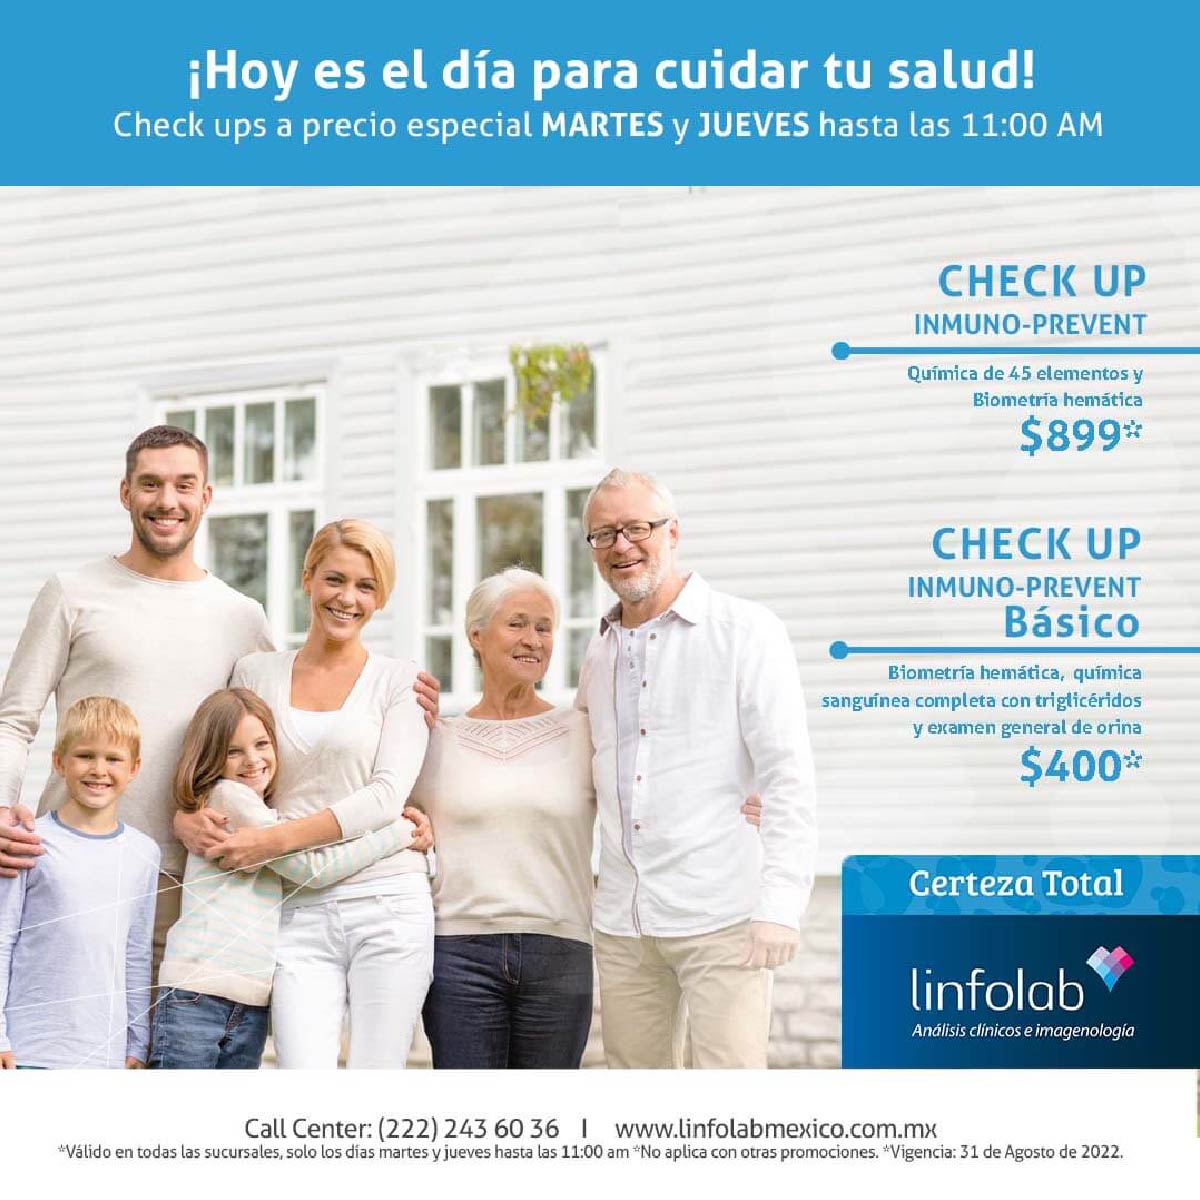 ¡Hoy es el día para cuidar tu salud!
Check ups a precio especial MARTES y JUEVES hasta las 11:00 AM
CHECK UP
INMUNO-PREVENT
Química de 45 elementos y
Biometría hemática
$899*
CHECK UP
INMUNO-PREVENT
Básico
Biometría hemática, química
sanguínea completa con triglicéridos
y examen general de orina
$400*
Certeza Total
linfolab
Análisis clínicos e imagenología
Call Center: (222) 243 60 36 | www.linfolabmexico.com.mx
*Válido en todas las sucursales, solo los días martes y jueves hasta las 11:00 am *No aplica con otras promociones. *Vigencia: 31 de Agosto de 2022.